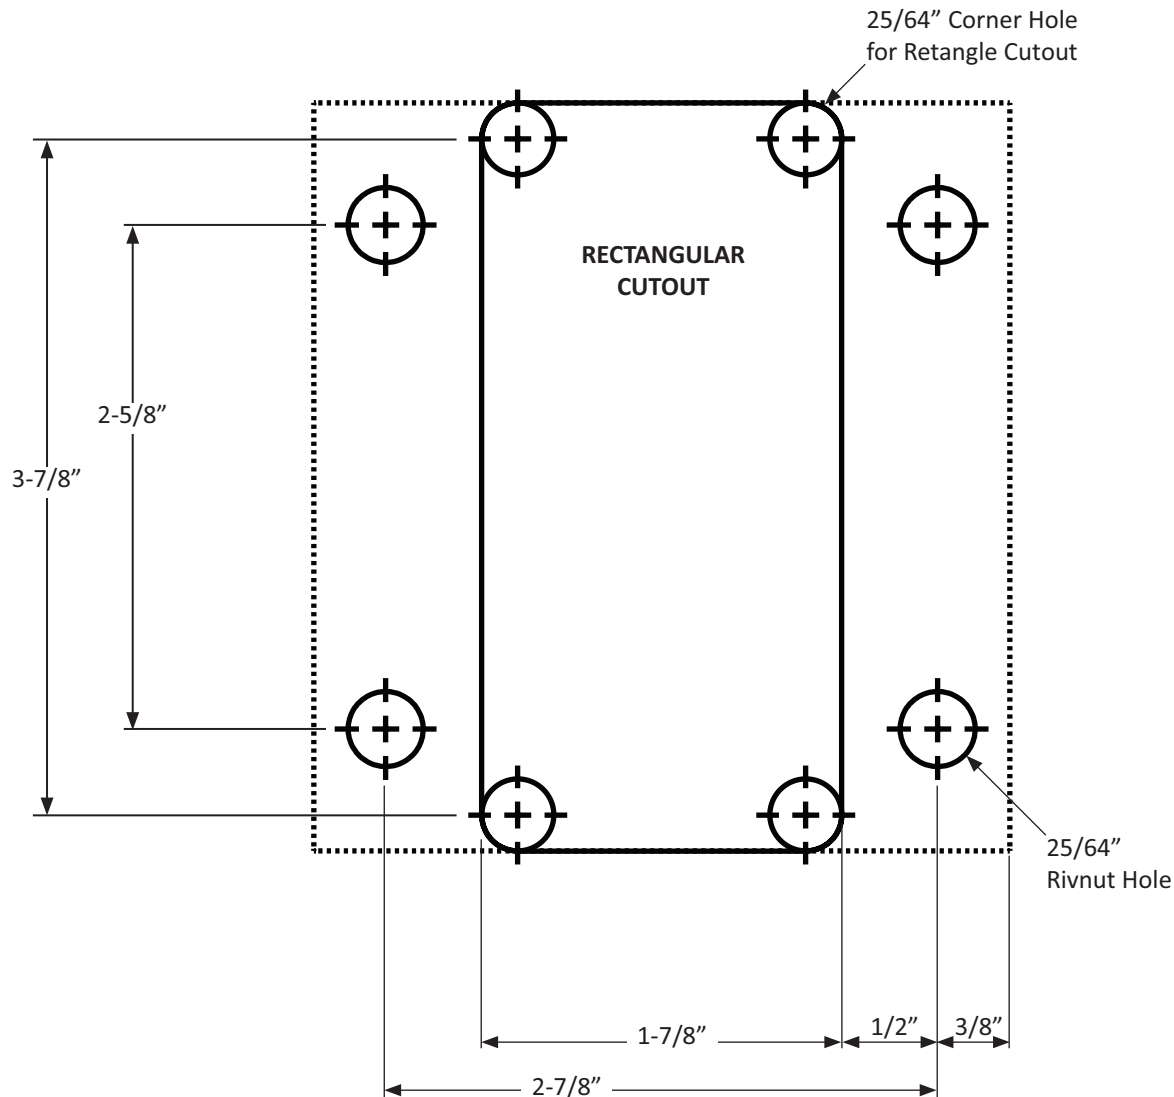 25/64” Corner Hole
for Retangle Cutout
RECTANGULAR
CUTOUT
2-5/8”
3-7/8”
25/64”
Rivnut Hole
1-7/8”
1/2”
3/8”
2-7/8”